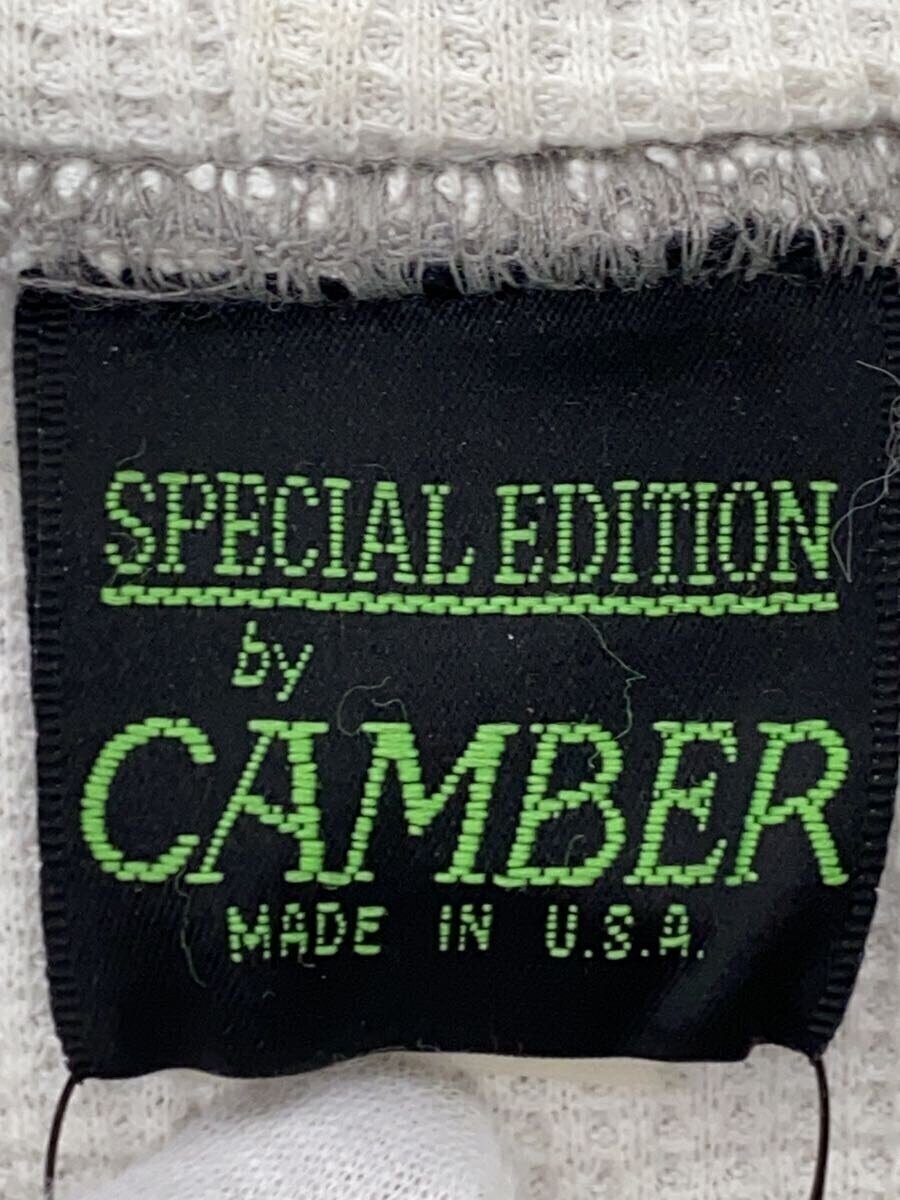 SPECIAL EDITION
by
CAMBER
MADE IN U.S.A.